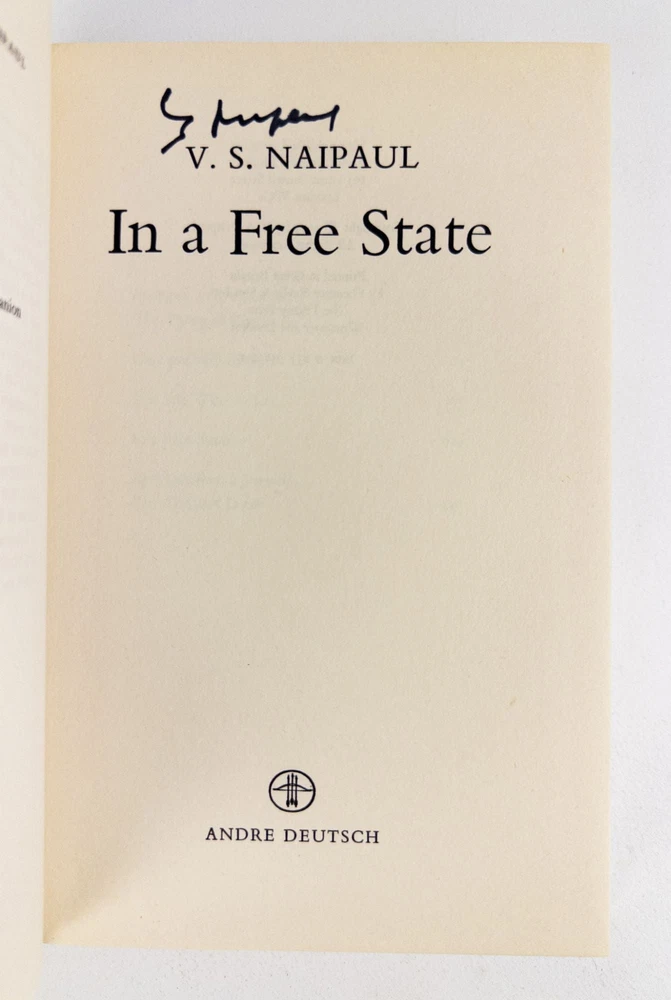 V. S. NAIPAUL
In a Free State
ANDRE DEUTSCH